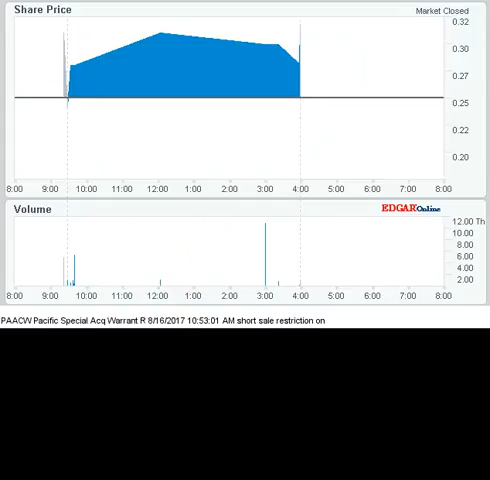 Share Price
Market Closed
0.32
0.30
0.27
0.25
0.22
0.20
8:00 9:00 10:00 11:00 12:00 1:00 2:00 3:00 4:00 5:00 6:00 7:00 8:00
Volume
EDGAROnline
12.00 Th
10.00
8.00
6.00
4.00
2.00
8:00 9:00 10:00 11:00 12:00 1:00 2:00 3:00 4:00 5:00 6:00 7:00 8:00
PAACW Pacific Special Acq Warrant R 8/16/2017 10:53:01 AM short sale restriction on